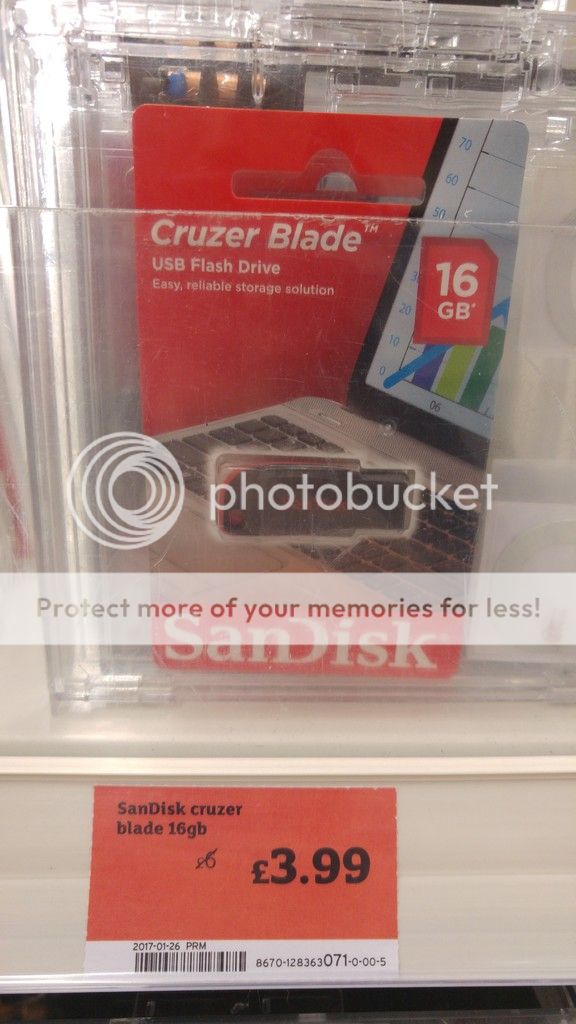 70
60
50
Cruzer Blade™
USB Flash Drive
Easy, reliable storage solution
16
GB*
20
10
0
06
photobucket
Protect more of your memories for less!
SanDisk
SanDisk cruzer
blade 16gb
£6
£3.99
2017-01-26 PRM
8670-128363071-0-00-5